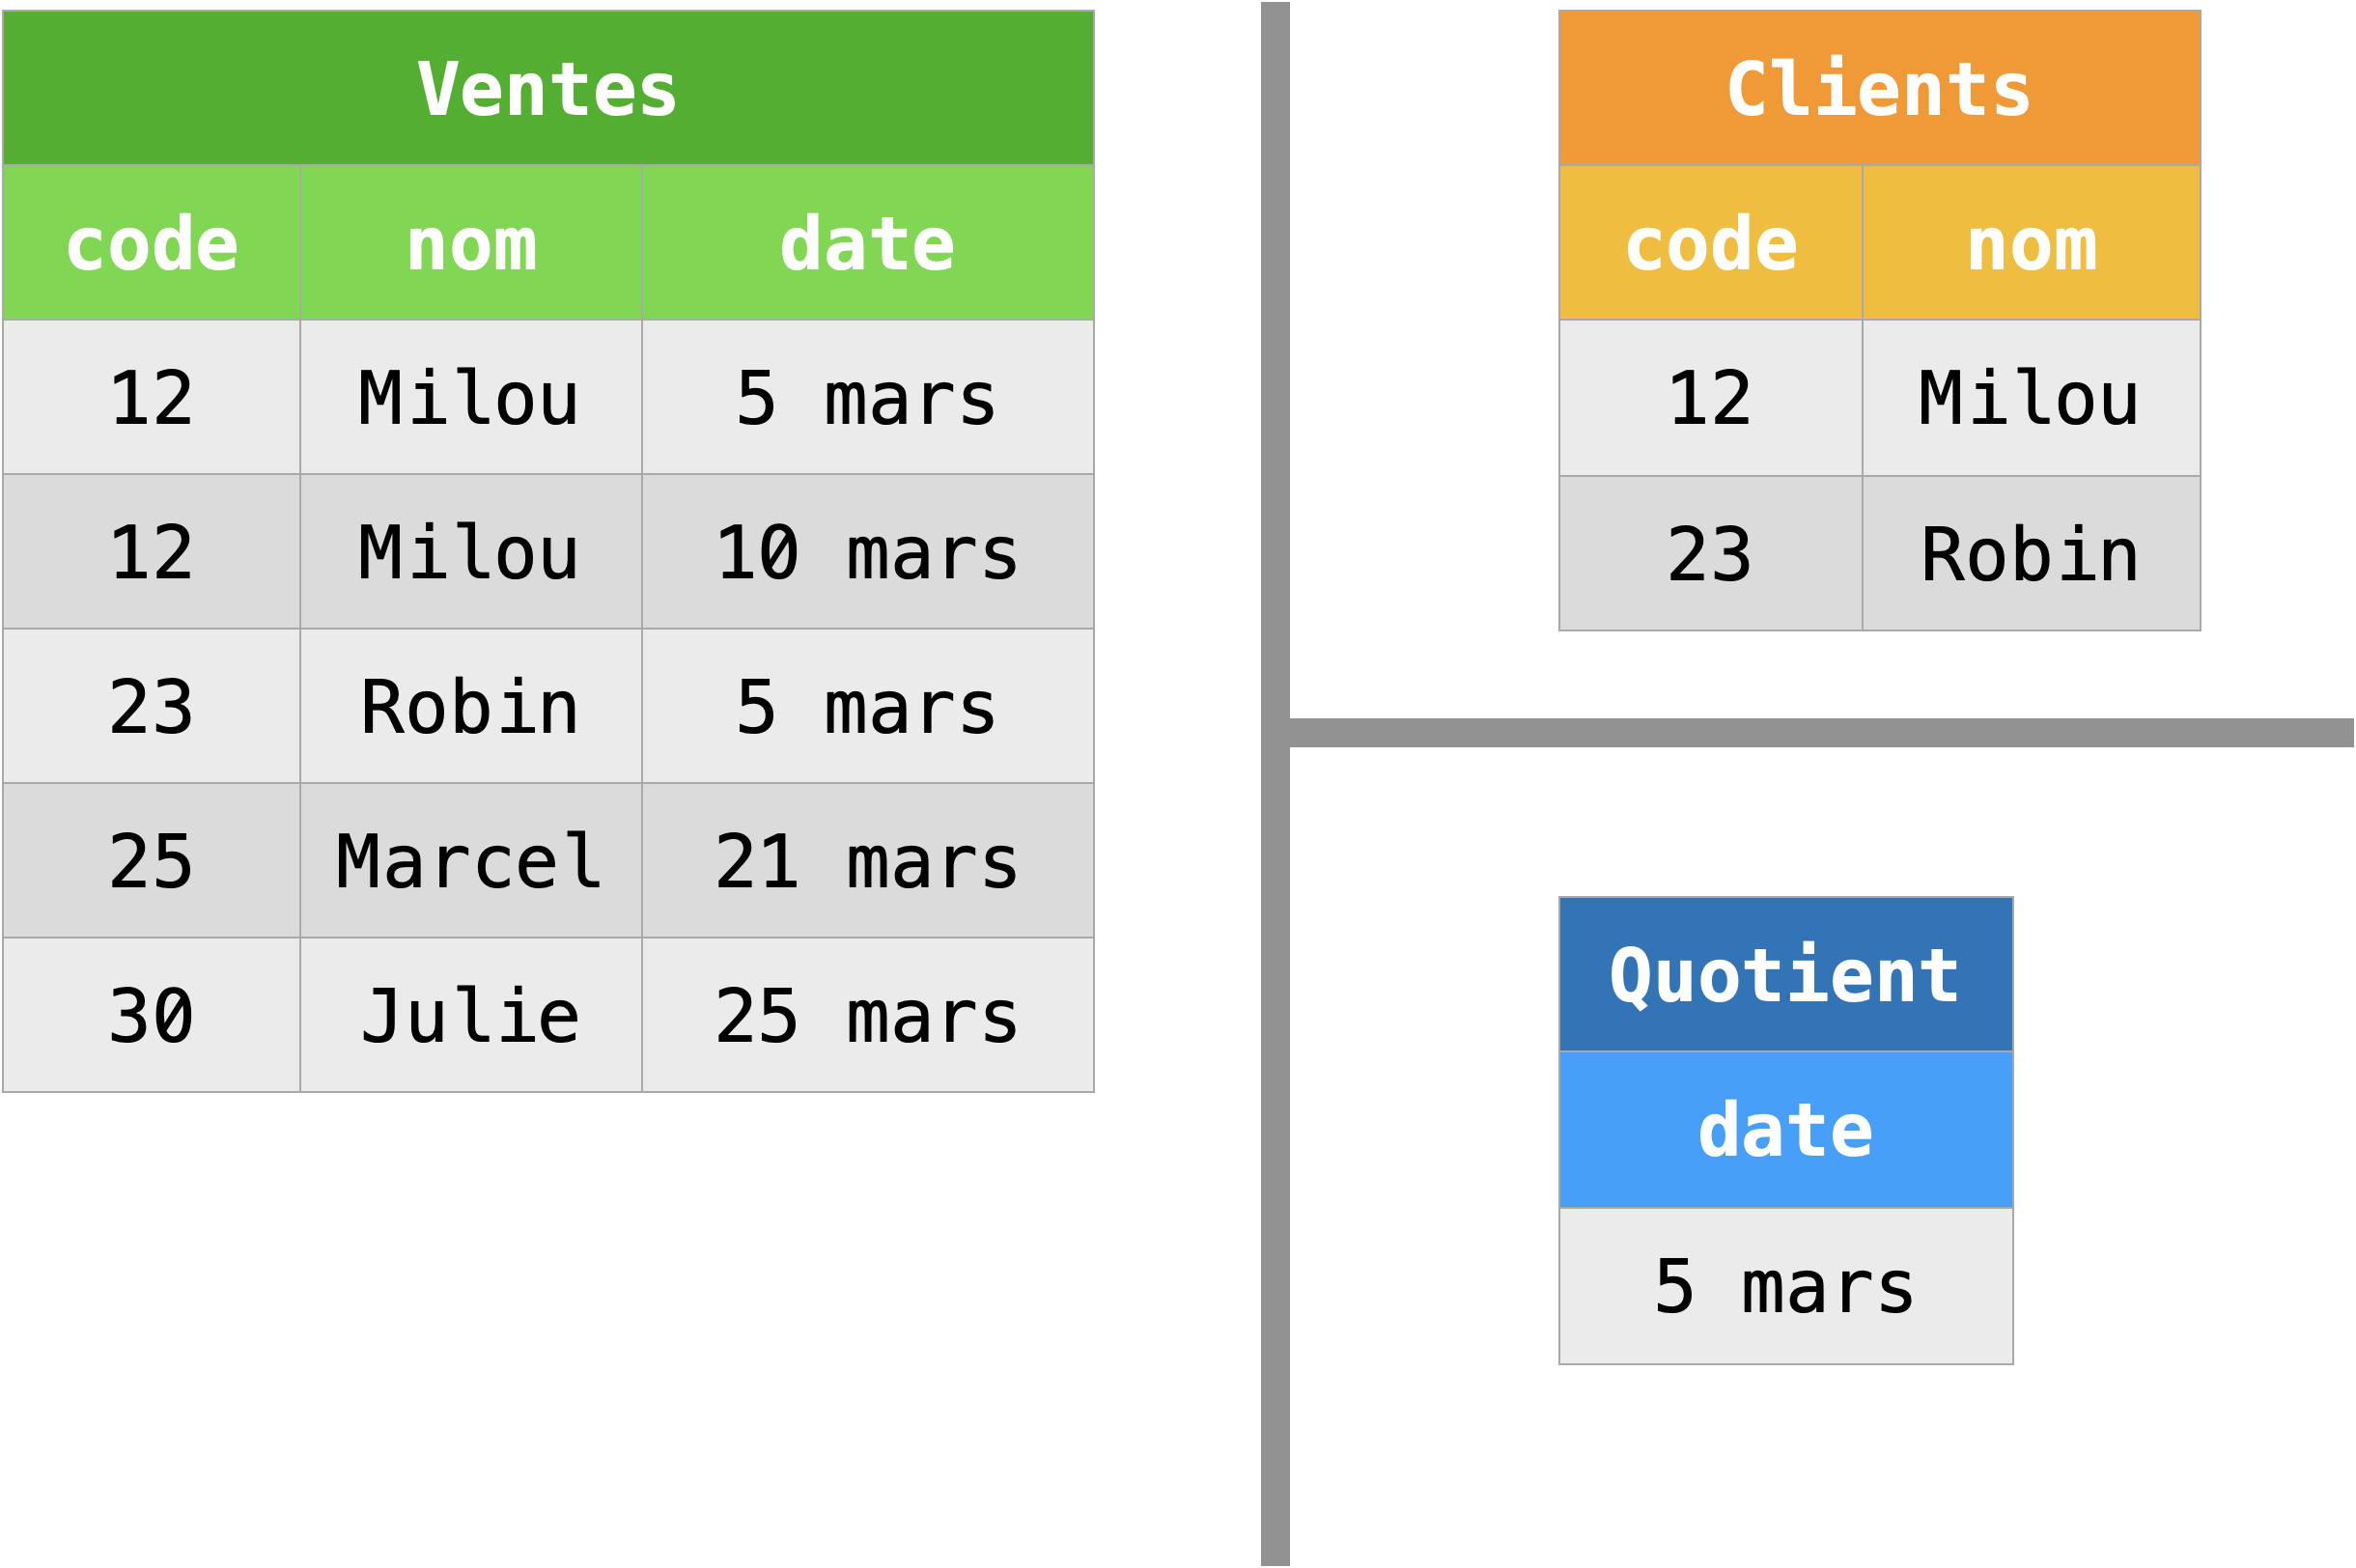 Ventes
code nom date
12 Milou 5 mars
12 Milou 10 mars
23 Robin 5 mars
25 Marcel 21 mars
30 Julie 25 mars
Clients
code nom
12 Milou
23 Robin
Quotient
date
5 mars